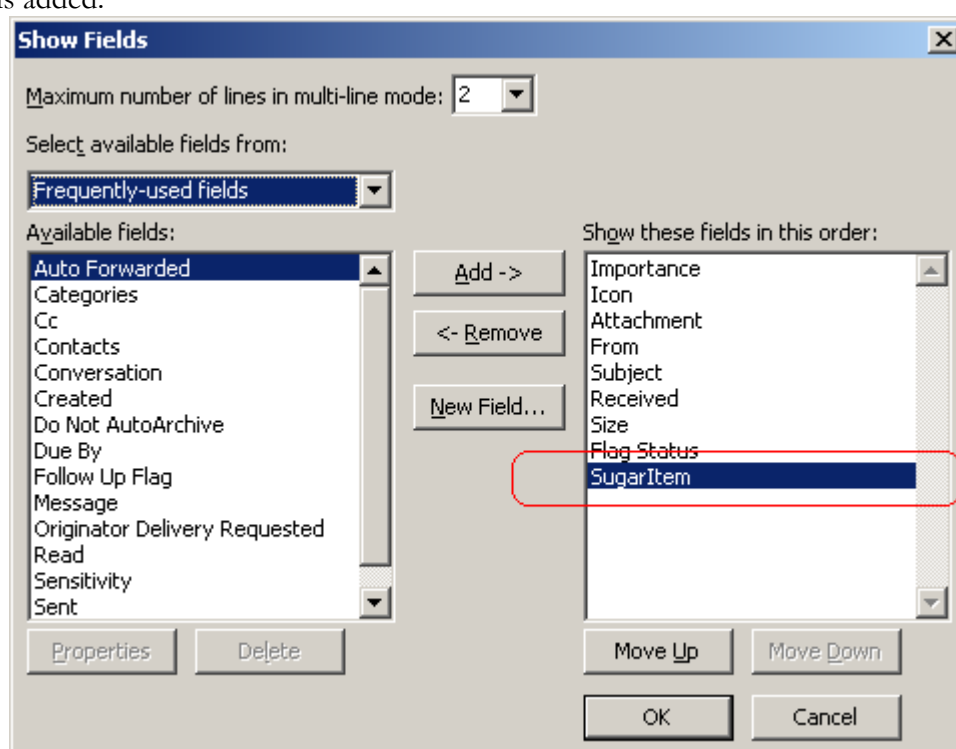 is added.
Show Fields
Maximum number of lines in multi-line mode: 2
Select available fields from:
Frequently-used fields
Available fields:
Auto Forwarded
Categories
Cc
Contacts
Conversation
Created
Do Not AutoArchive
Due By
Follow Up Flag
Message
Originator Delivery Requested
Read
Sensitivity
Sent
Properties
Delete
Add ->
<- Remove
New Field...
Show these fields in this order:
Importance
Icon
Attachment
From
Subject
Received
Size
Flag Status
SugarItem
Move Up
Move Down
OK
Cancel